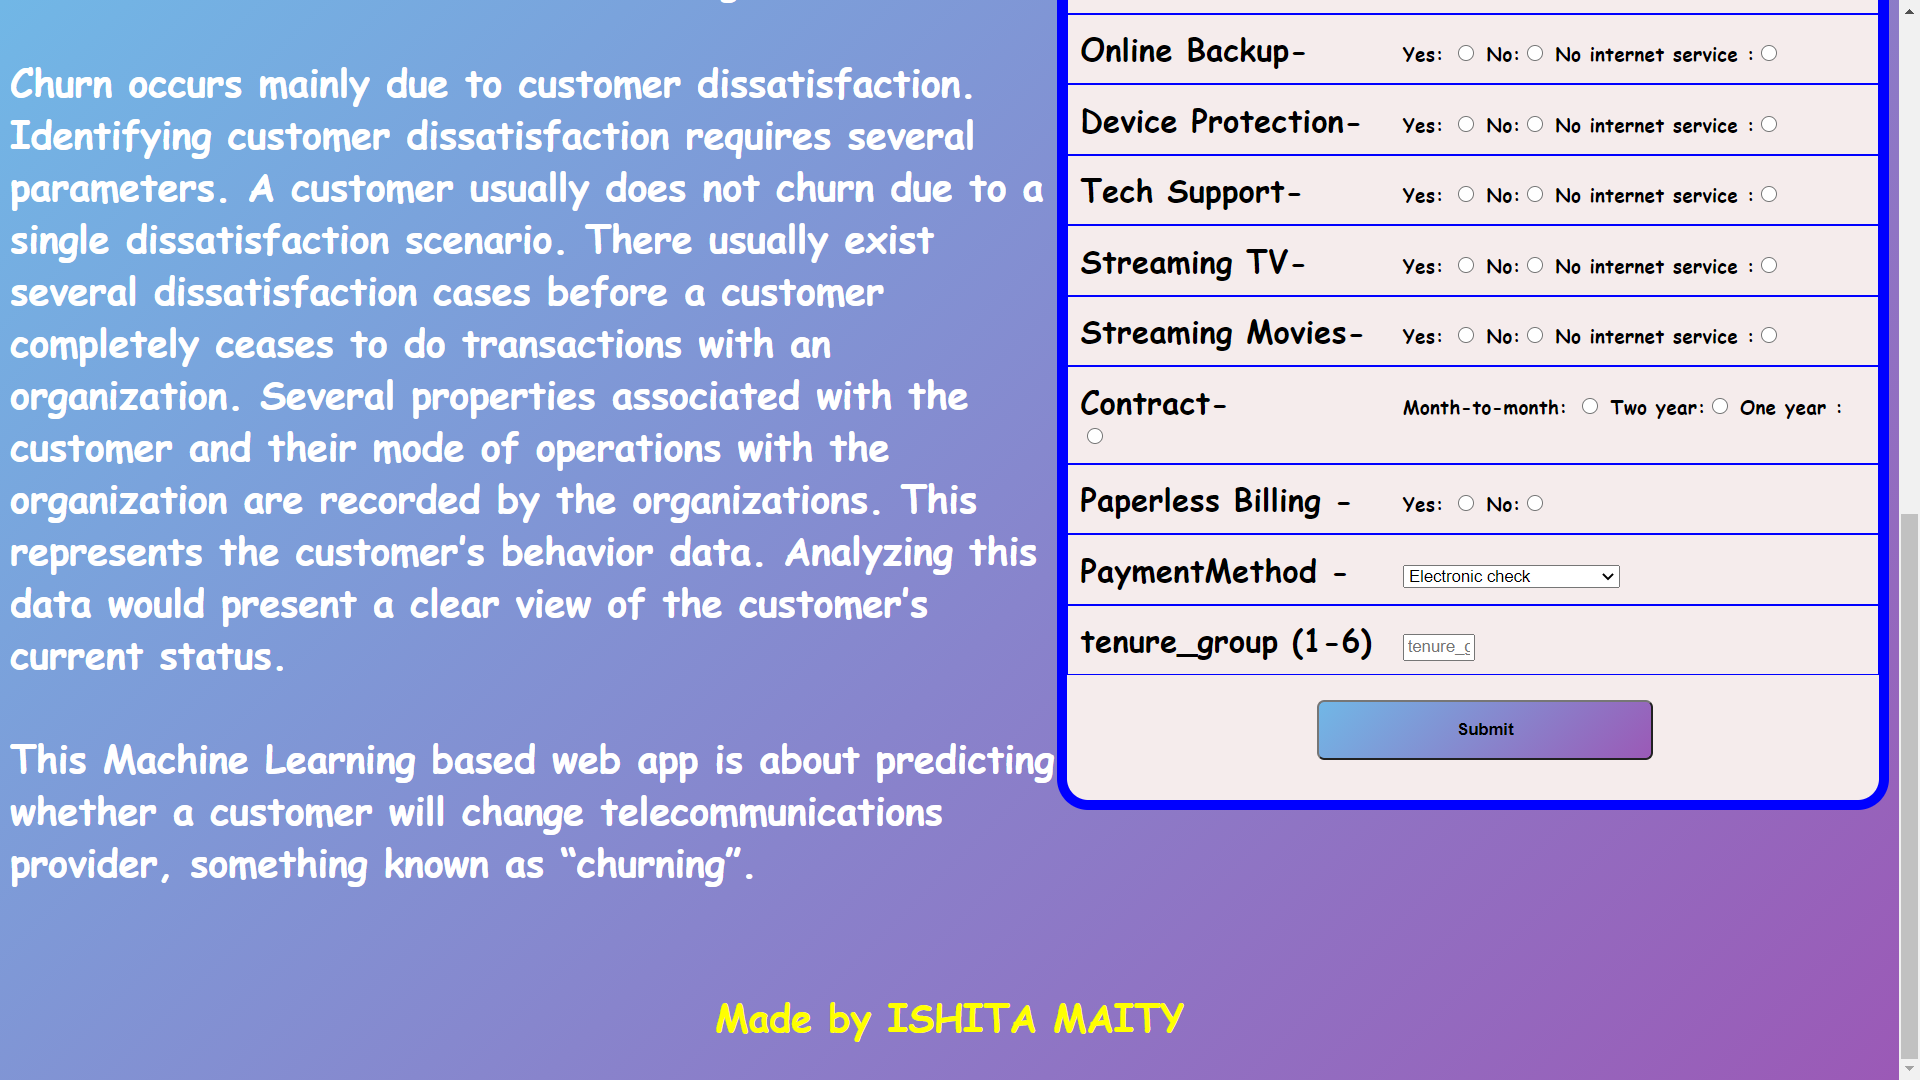 Churn occurs mainly due to customer dissatisfaction.
Identifying customer dissatisfaction requires several
parameters. A customer usually does not churn due to a
single dissatisfaction scenario. There usually exist
several dissatisfaction cases before a customer
completely ceases to do transactions with an
organization. Several properties associated with the
customer and their mode of operations with the
organization are recorded by the organizations. This
represents the customer’s behavior data. Analyzing this
data would present a clear view of the customer’s
current status.
This Machine Learning based web app is about predicting
whether a customer will change telecommunications
provider, something known as “churning”.
Online Backup- Yes: No: No internet service :
Device Protection- Yes: No: No internet service :
Tech Support- Yes: No: No internet service :
Streaming TV- Yes: No: No internet service :
Streaming Movies- Yes: No: No internet service :
Contract- Month-to-month: Two year: One year :
Paperless Billing - Yes: No:
PaymentMethod - Electronic check
tenure_group (1-6) tenure_g
Submit
Made by ISHITA MAITY